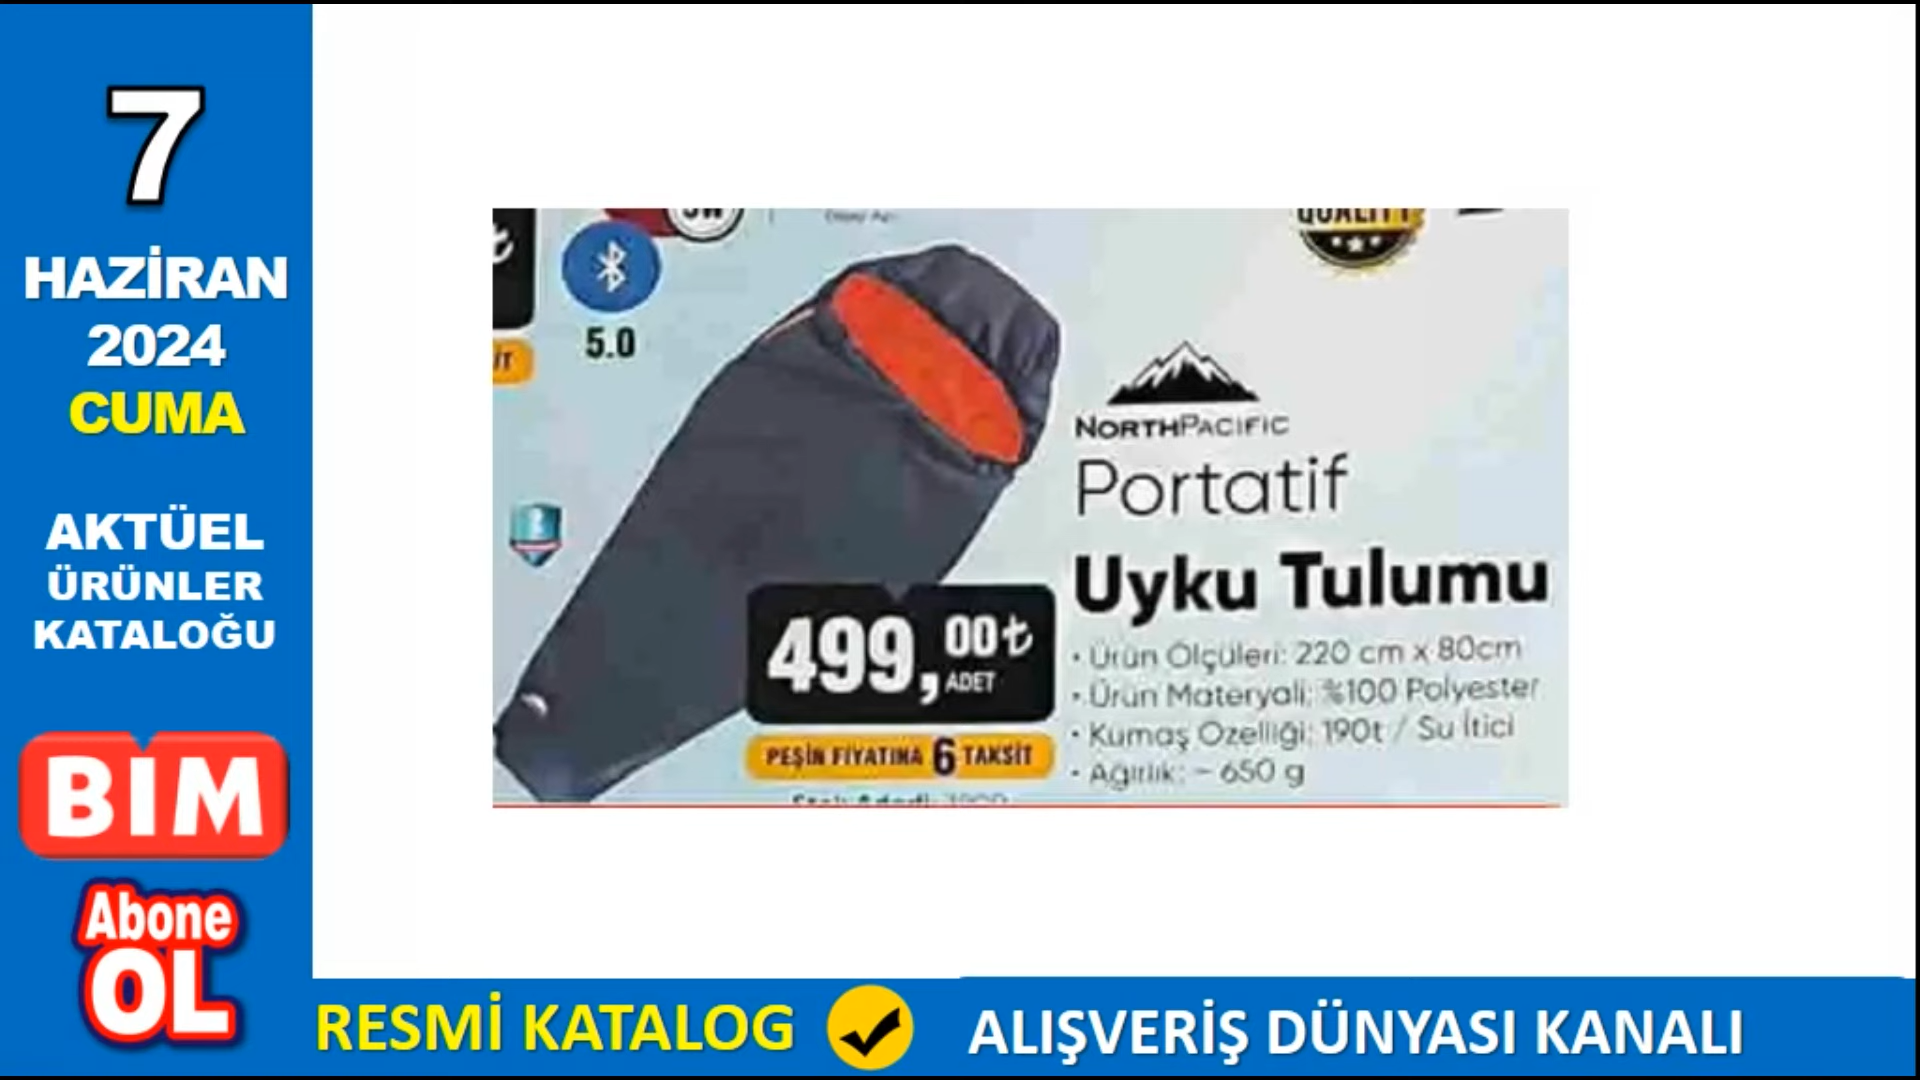 7
HAZİRAN
2024
CUMA
AKTÜEL
ÜRÜNLER
KATALOĞU
BIM
Abone
OL
QUALITY
5.0
NORTHPACIFIC
Portatif
Uyku Tulumu
499,00₺
ADET
PEŞİN FİYATINA 6 TAKSİT
• Ürün Ölçüleri: 220 cm x 80cm
• Ürün Materyali: %100 Polyester
• Kumaş Özelliği: 190t / Su İtici
• Ağırlık: ~ 650 g
RESMİ KATALOG
ALIŞVERİŞ DÜNYASI KANALI